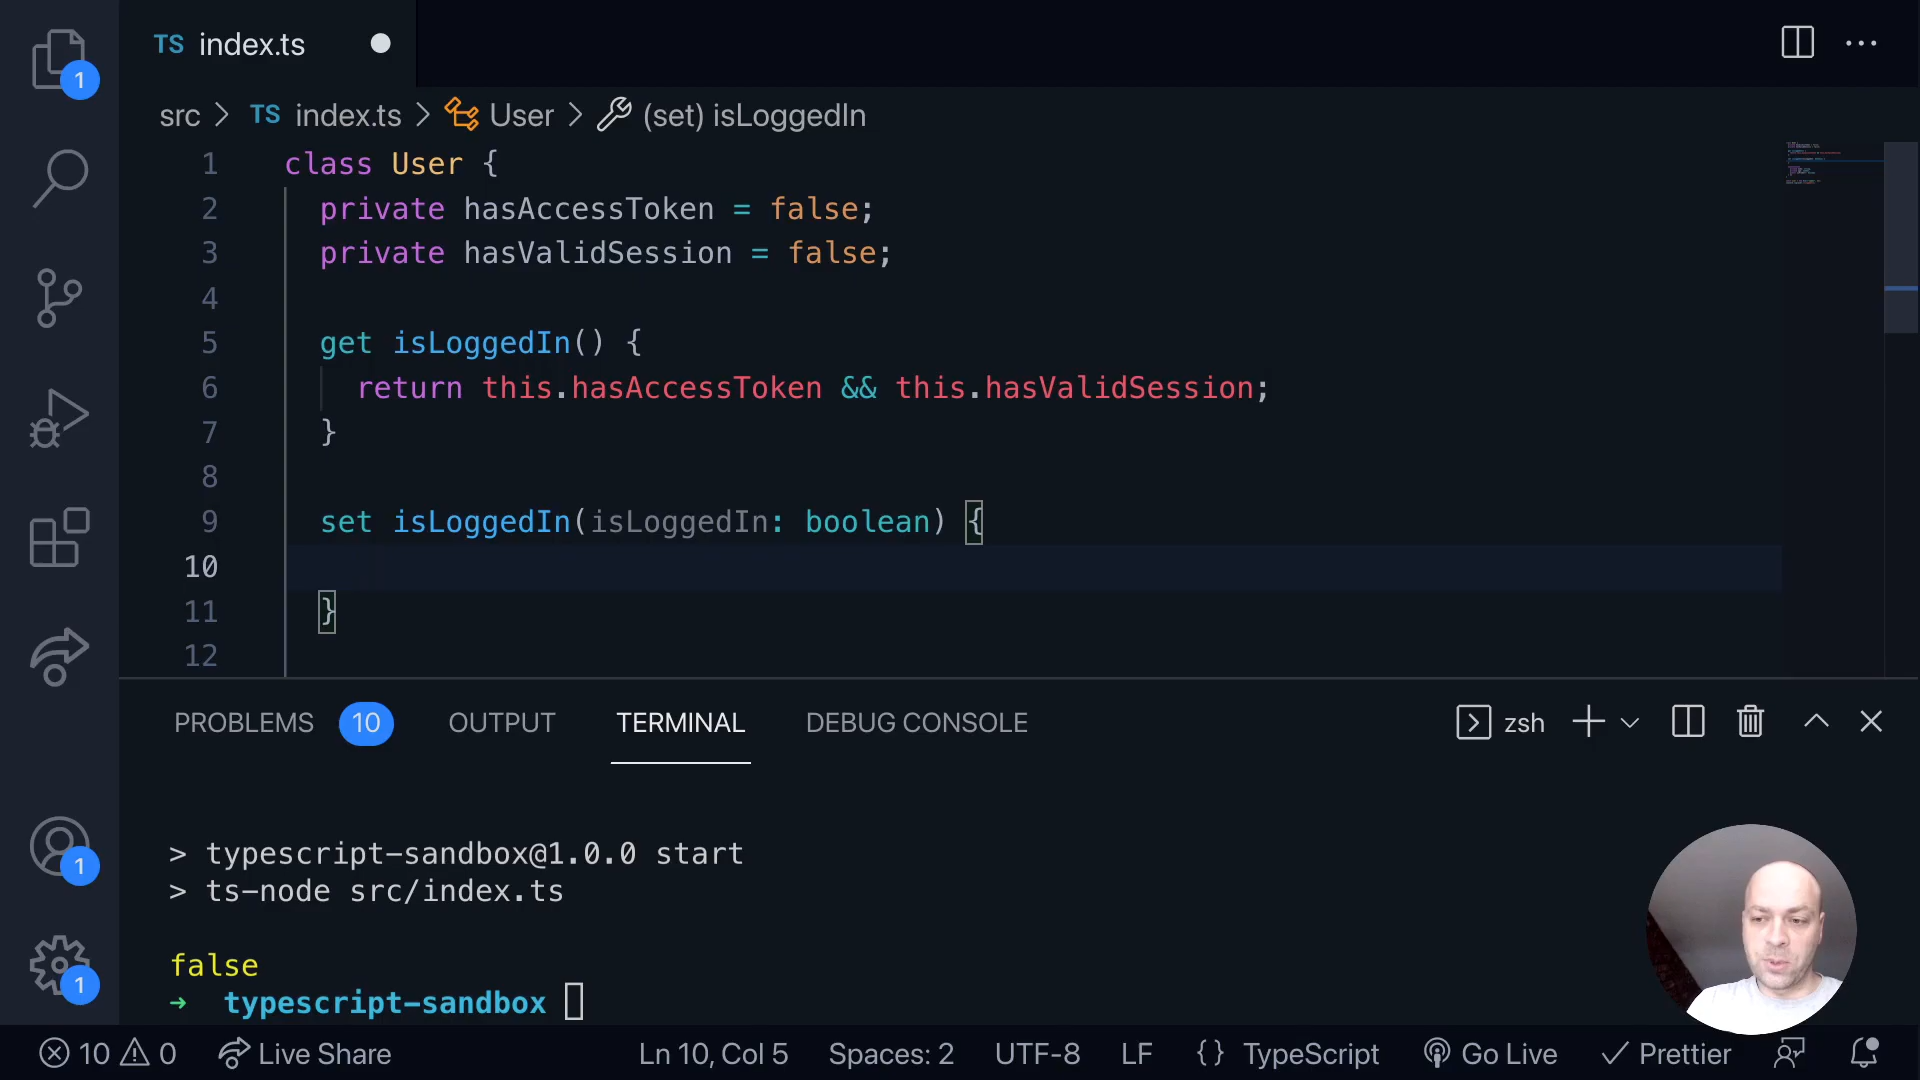 TS index.ts
1
src > TS index.ts > User > (set) isLoggedIn
1 class User {
2 private hasAccessToken = false;
3 private hasValidSession = false;
4
5 get isLoggedIn() {
6 return this.hasAccessToken && this.hasValidSession;
7 }
8
9 set isLoggedIn(isLoggedIn: boolean) {
10
11 }
12
PROBLEMS 10 OUTPUT TERMINAL DEBUG CONSOLE zsh
> typescript-sandbox@1.0.0 start
> ts-node src/index.ts
1
false
→ typescript-sandbox
1
10 0 Live Share Ln 10, Col 5 Spaces: 2 UTF-8 LF {} TypeScript Go Live Prettier